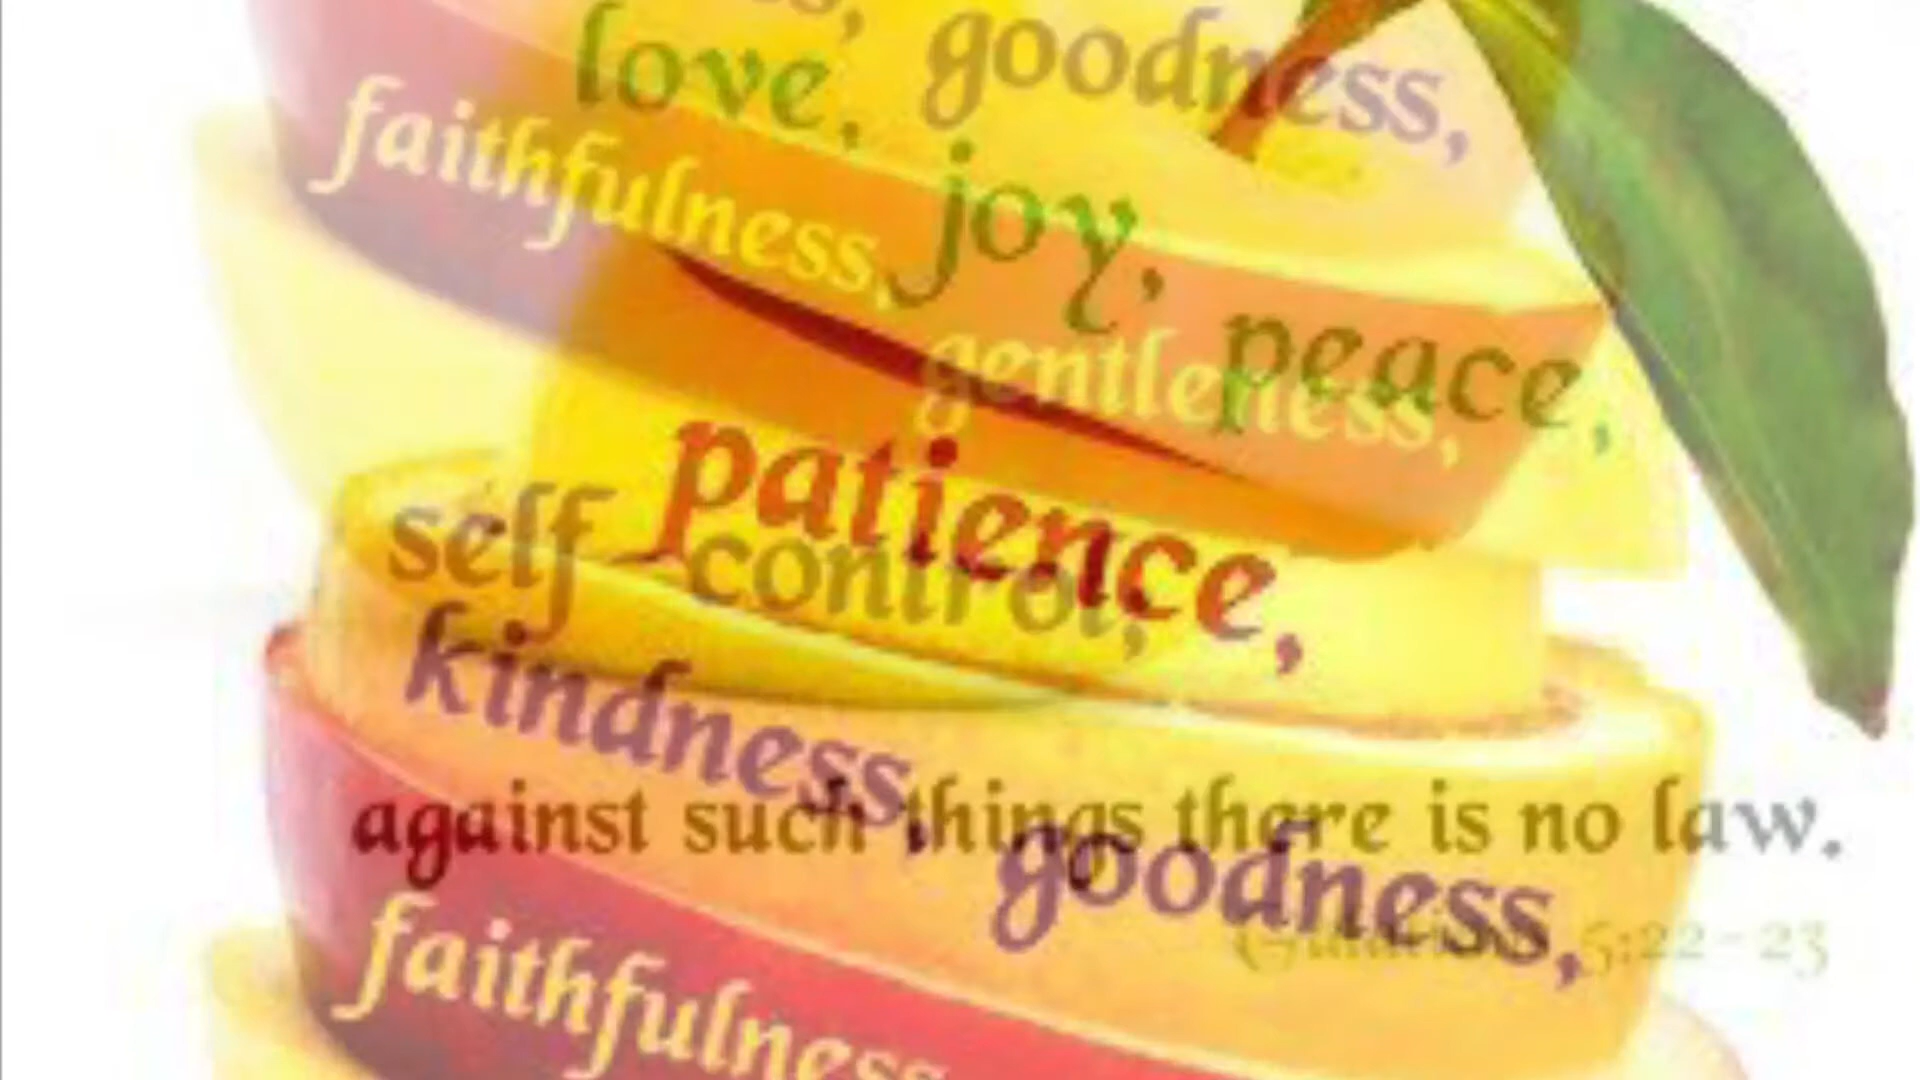 goodness,
love,
faithfulness,
joy,
peace,
gentleness,
patience,
self control,
kindness,
against such things there is no law.
goodness,
5:22-23
faithfulness